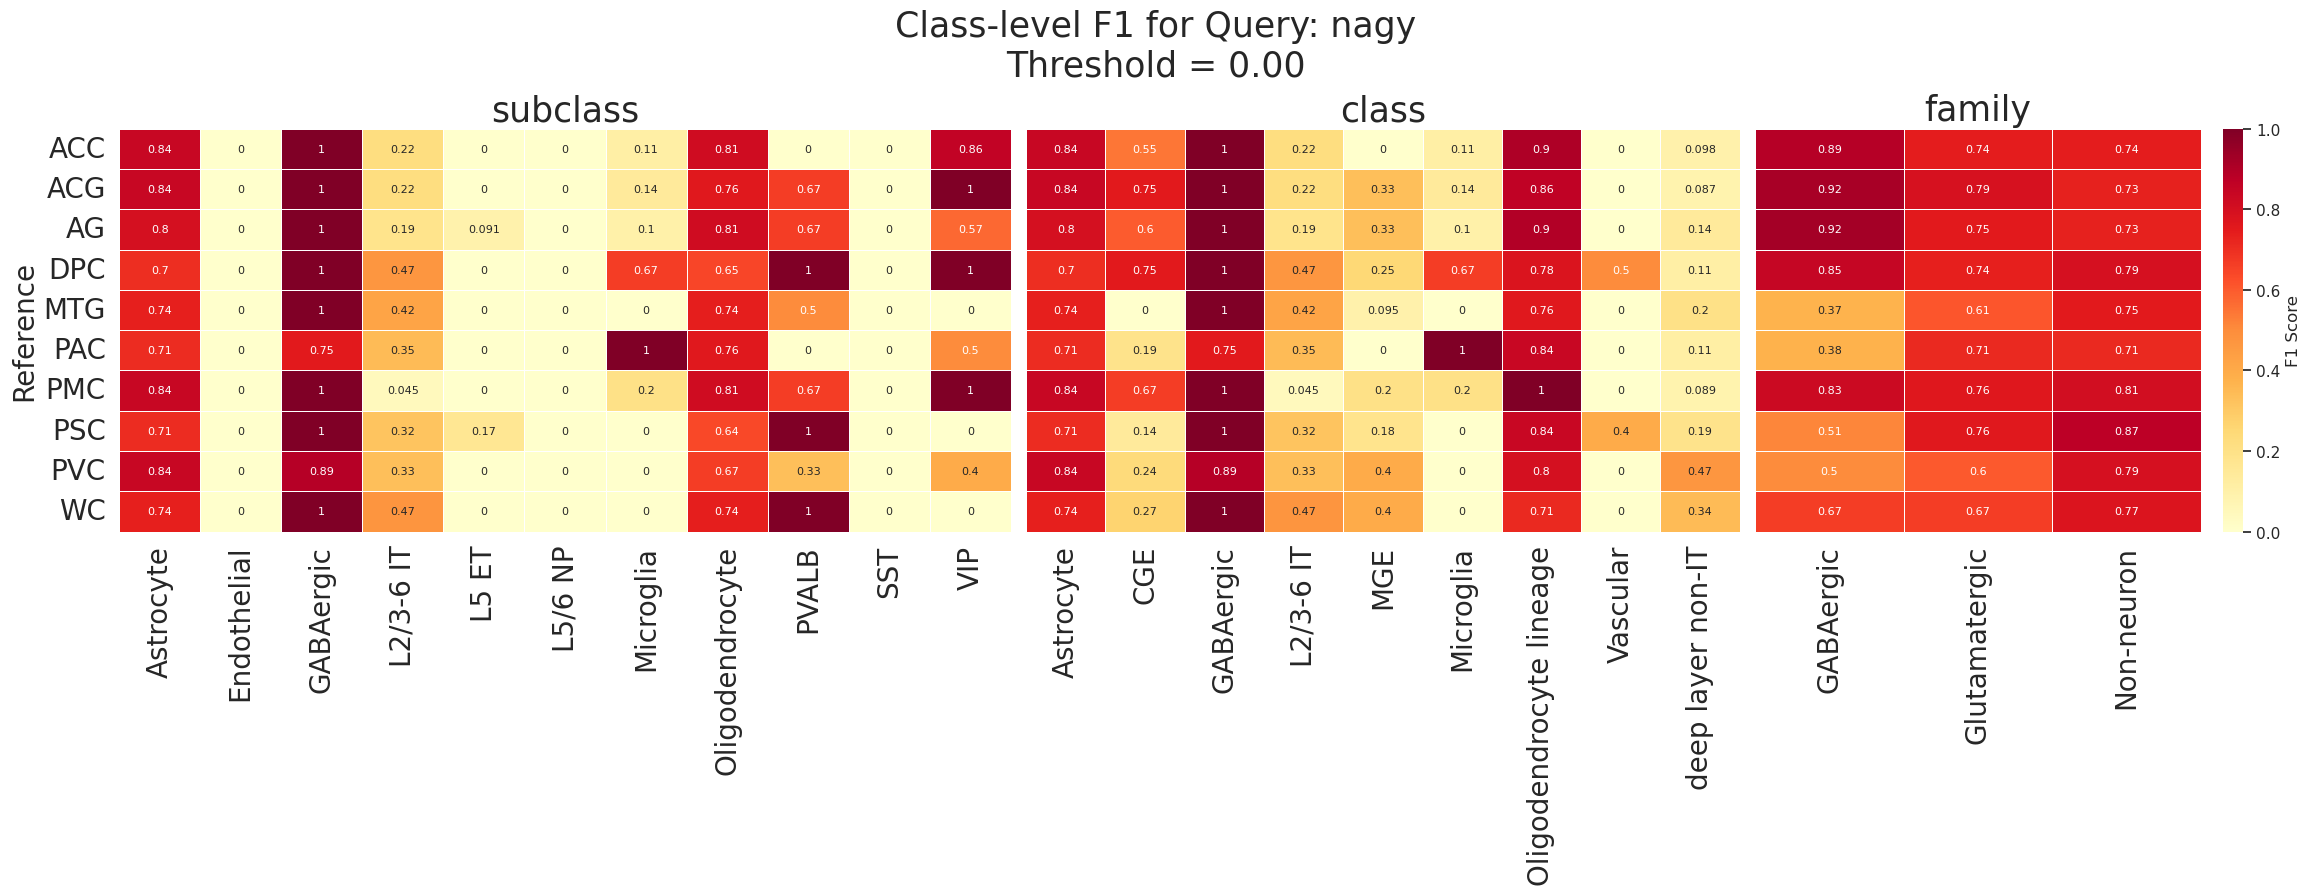 Class-level F1 for Query: nagy
Threshold = 0.00
subclass class family
ACC 0.84 0 1 0.22 0 0 0.11 0.81 0 0 0.86 0.84 0.55 1 0.22 0 0.11 0.9 0 0.098 0.89 0.74 0.74
ACG 0.84 0 1 0.22 0 0 0.14 0.76 0.67 0 1 0.84 0.75 1 0.22 0.33 0.14 0.86 0 0.087 0.92 0.79 0.73
AG 0.8 0 1 0.19 0.091 0 0.1 0.81 0.67 0 0.57 0.8 0.6 1 0.19 0.33 0.1 0.9 0 0.14 0.92 0.75 0.73
DPC 0.7 0 1 0.47 0 0 0.67 0.65 1 0 1 0.7 0.75 1 0.47 0.25 0.67 0.78 0.5 0.11 0.85 0.74 0.79
MTG 0.74 0 1 0.42 0 0 0 0.74 0.5 0 0 0.74 0 1 0.42 0.095 0 0.76 0 0.2 0.37 0.61 0.75
PAC 0.71 0 0.75 0.35 0 0 1 0.76 0 0 0.5 0.71 0.19 0.75 0.35 0 1 0.84 0 0.11 0.38 0.71 0.71
PMC 0.84 0 1 0.045 0 0 0.2 0.81 0.67 0 1 0.84 0.67 1 0.045 0.2 0.2 1 0 0.089 0.83 0.76 0.81
PSC 0.71 0 1 0.32 0.17 0 0 0.64 1 0 0 0.71 0.14 1 0.32 0.18 0 0.84 0.4 0.19 0.51 0.76 0.87
PVC 0.84 0 0.89 0.33 0 0 0 0.67 0.33 0 0.4 0.84 0.24 0.89 0.33 0.4 0 0.8 0 0.47 0.5 0.6 0.79
WC 0.74 0 1 0.47 0 0 0 0.74 1 0 0 0.74 0.27 1 0.47 0.4 0 0.71 0 0.34 0.67 0.67 0.77
Reference
Astrocyte
Endothelial
GABAergic
L2/3-6 IT
L5 ET
L5/6 NP
Microglia
Oligodendrocyte
PVALB
SST
VIP
Astrocyte
CGE
GABAergic
L2/3-6 IT
MGE
Microglia
Oligodendrocyte lineage
Vascular
deep layer non-IT
GABAergic
Glutamatergic
Non-neuron
1.0
0.8
0.6
0.4
0.2
0.0
F1 Score